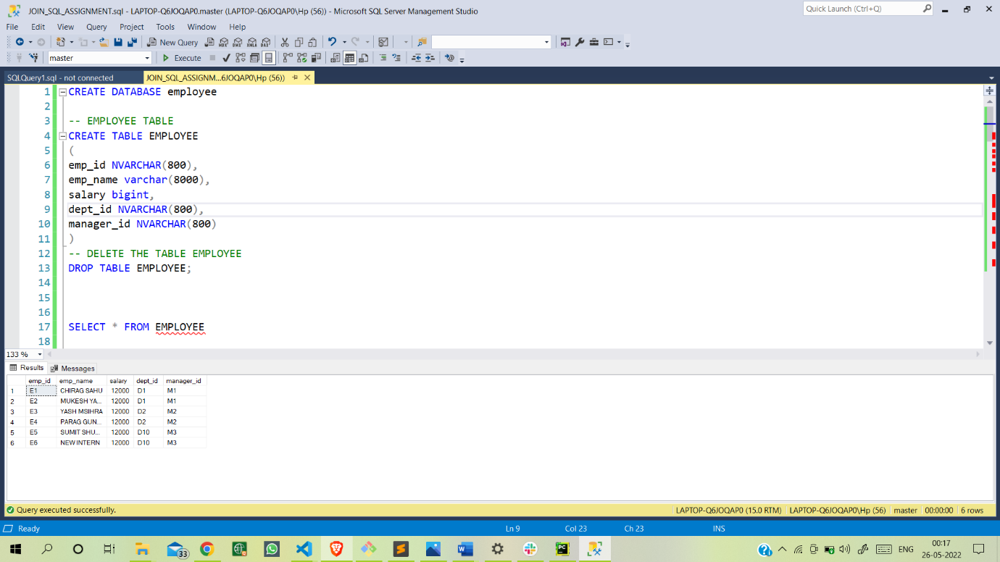 JOIN_SQL_ASSIGNMENT.sql - LAPTOP-Q6JOQAP0.master (LAPTOP-Q6JOQAP0\Hp (56)) - Microsoft SQL Server Management Studio
Quick Launch (Ctrl+Q)
File Edit View Query Project Tools Window Help
New Query
MDX DMX XMLA DAX
master Execute
SQLQuery1.sql - not connected JOIN_SQL_ASSIGNM...6JOQAP0\Hp (56))
1 CREATE DATABASE employee
2
3 -- EMPLOYEE TABLE
4 CREATE TABLE EMPLOYEE
5 (
6 emp_id NVARCHAR(800),
7 emp_name varchar(8000),
8 salary bigint,
9 dept_id NVARCHAR(800),
10 manager_id NVARCHAR(800)
11 )
12 -- DELETE THE TABLE EMPLOYEE
13 DROP TABLE EMPLOYEE;
14
15
16
17 SELECT * FROM EMPLOYEE
18
133 %
Results Messages
emp_id emp_name salary dept_id manager_id
1 E1 CHIRAG SAHU 12000 D1 M1
2 E2 MUKESH YA... 12000 D1 M1
3 E3 YASH MSIHRA 12000 D2 M2
4 E4 PARAG GUN... 12000 D2 M2
5 E5 SUMIT SHU... 12000 D10 M3
6 E6 NEW INTERN 12000 D10 M3
Query executed successfully. LAPTOP-Q6JOQAP0 (15.0 RTM) LAPTOP-Q6JOQAP0\Hp (56) master 00:00:00 6 rows
Ready Ln 9 Col 23 Ch 23 INS
33 ENG 00:17
26-05-2022